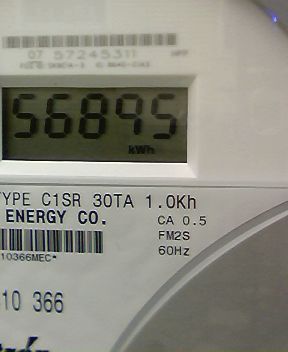 07 57245311
56895
kWh
TYPE C1SR 30TA 1.0Kh
ENERGY CO.
CA 0.5
FM2S
60Hz
10366MEC*
10 366